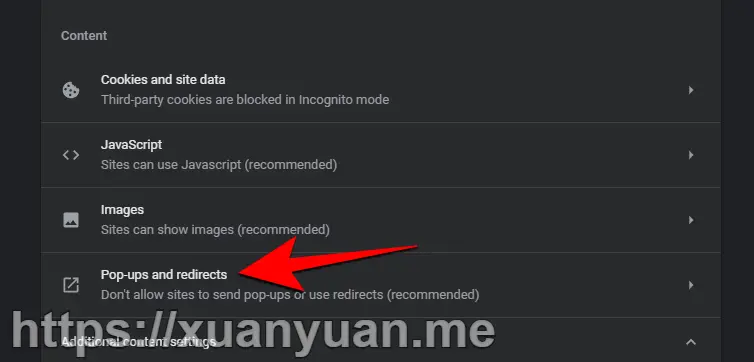 Content
Cookies and site data
Third-party cookies are blocked in Incognito mode
JavaScript
Sites can use Javascript (recommended)
Images
Sites can show images (recommended)
Pop-ups and redirects
Don't allow sites to send pop-ups or use redirects (recommended)
https://xuanyuan.me
Additional content settings